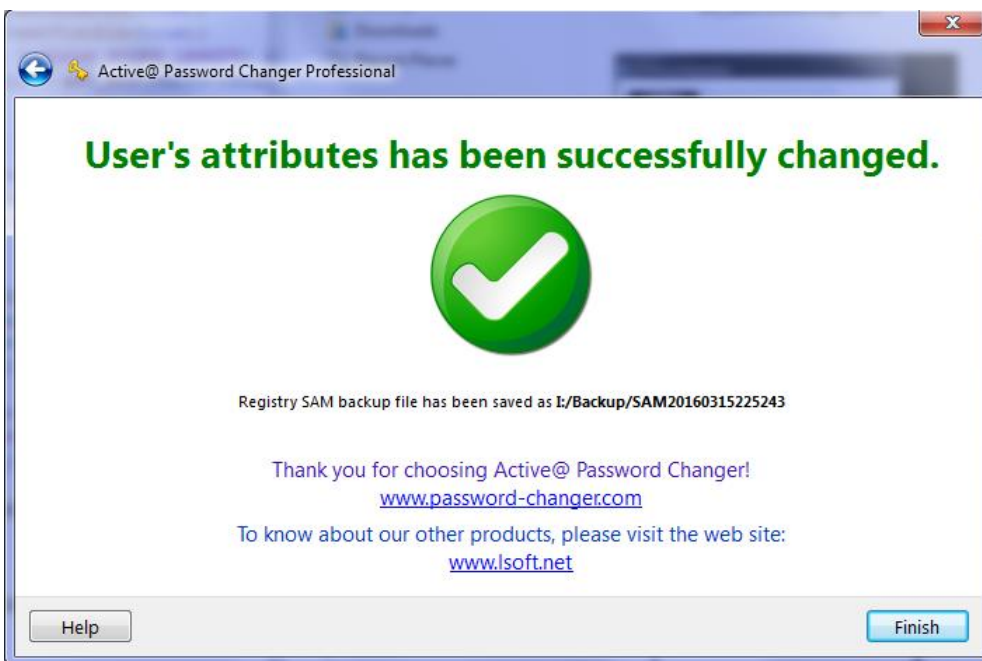 Active@ Password Changer Professional
User's attributes has been successfully changed.
Registry SAM backup file has been saved as I:/Backup/SAM20160315225243
Thank you for choosing Active@ Password Changer!
www.password-changer.com
To know about our other products, please visit the web site:
www.lsoft.net
Help
Finish